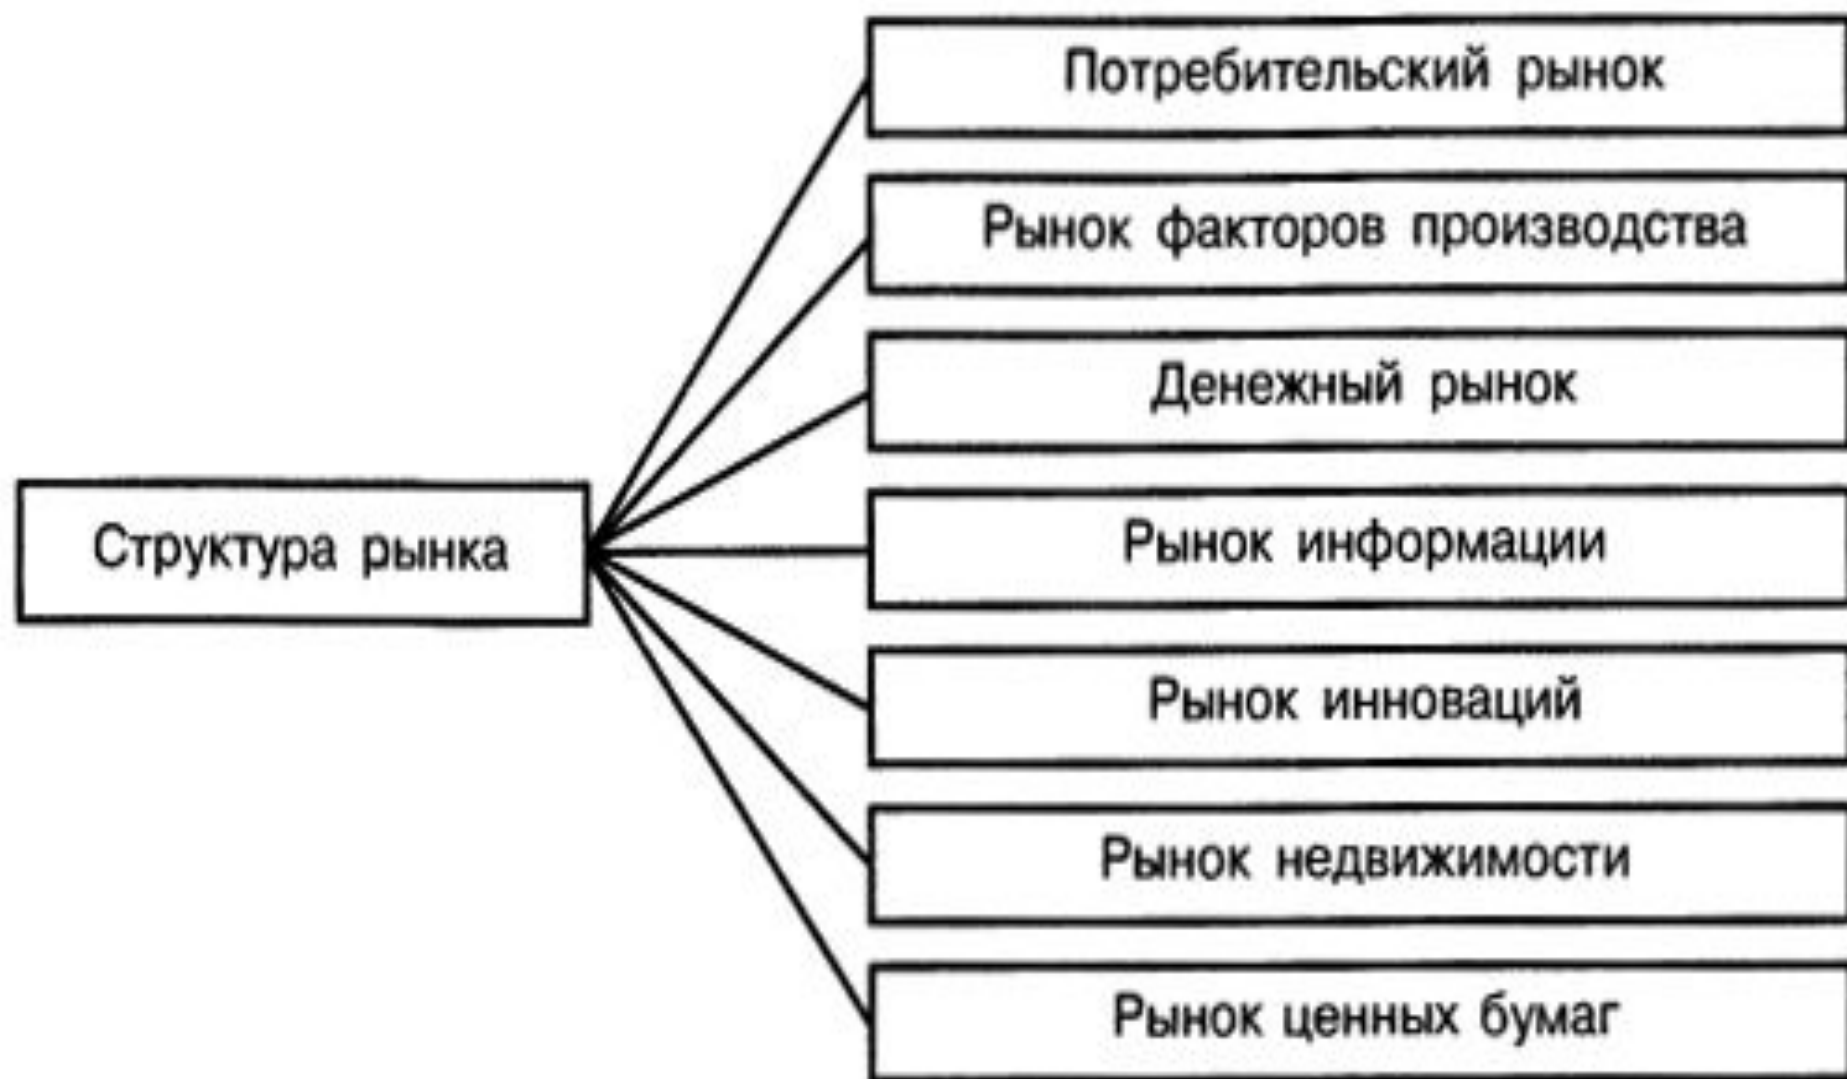 Потребительский рынок
Рынок факторов производства
Денежный рынок
Структура рынка
Рынок информации
Рынок инноваций
Рынок недвижимости
Рынок ценных бумаг